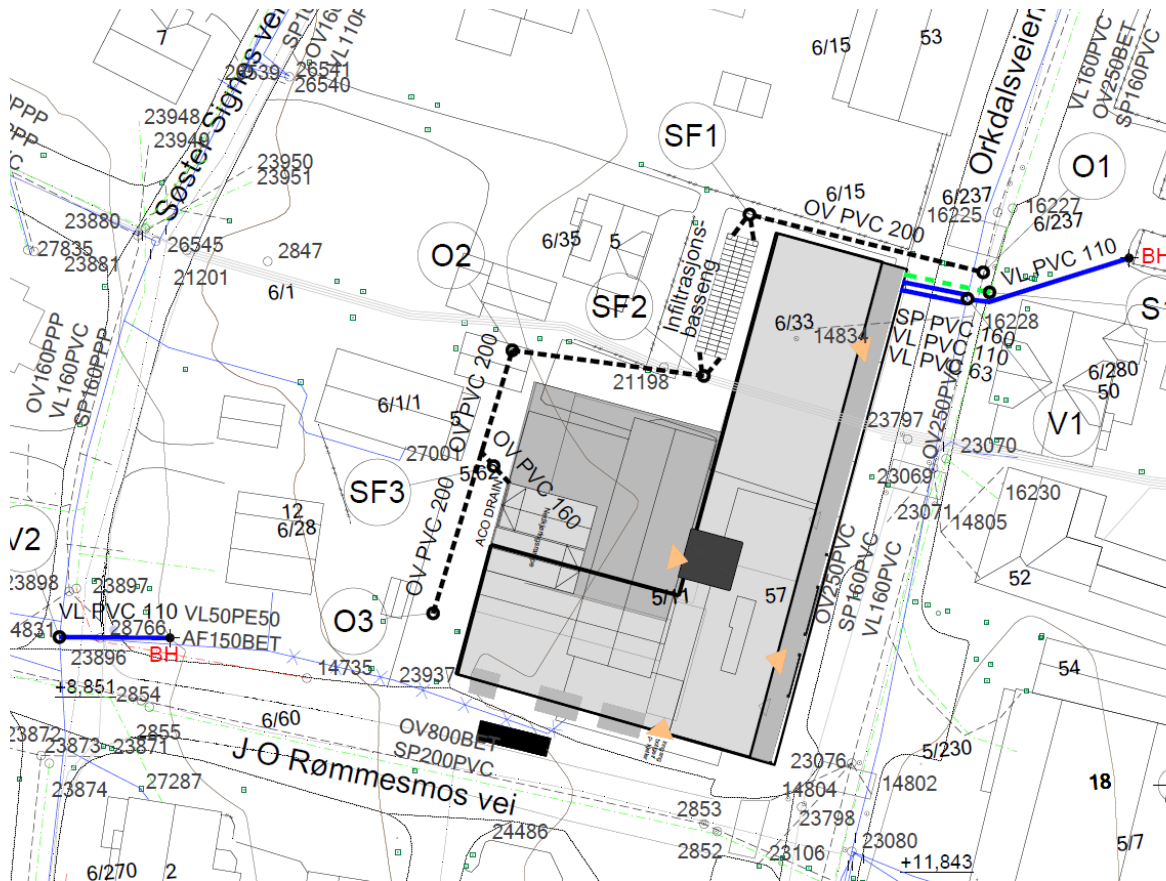 7
Søster Signes vei
SP160P
OV160
VL110P
26539
26541
26540
23948
23949
23950
23951
23880
27835
23881
26545
21201
2847
6/1
OV160PPP
VL160PVC
SP160PPP
6/15
53
SF1
Orkdalsveien
VL160PVC
OV250BET
SP160PVC
O1
6/15
OV PVC 200
6/237
16225
16227
6/237
VL PVC 110
BH
S1
O2
6/35
5
SF2
Infiltrasjons-
basseng
6/33
14834
SP PVC 160
VL PVC 110
VL PVC 63
16228
6/280
50
V1
OV PVC 200
21198
6/1/1
5
27001
5/62
OV250PVC
23797
23070
23069
23071
16230
14805
52
SF3
OV PVC 200
OV PVC 160
ACO DRAIN
12
6/28
V2
23898
23897
VL PVC 110
VL50PE50
4831
28766
AF150BET
BH
23896
14735
23937
+8,851
2854
O3
5/11
57
OV250PVC
SP160PVC
VL160PVC
6/60
23872
2855
23873
23871
23874
27287
J O Rømmesmos vei
OV800BET
SP200PVC
54
5/230
18
23076
14804
14802
23798
2853
2852
24486
23106
23080
+11,843
5/7
6/270
2